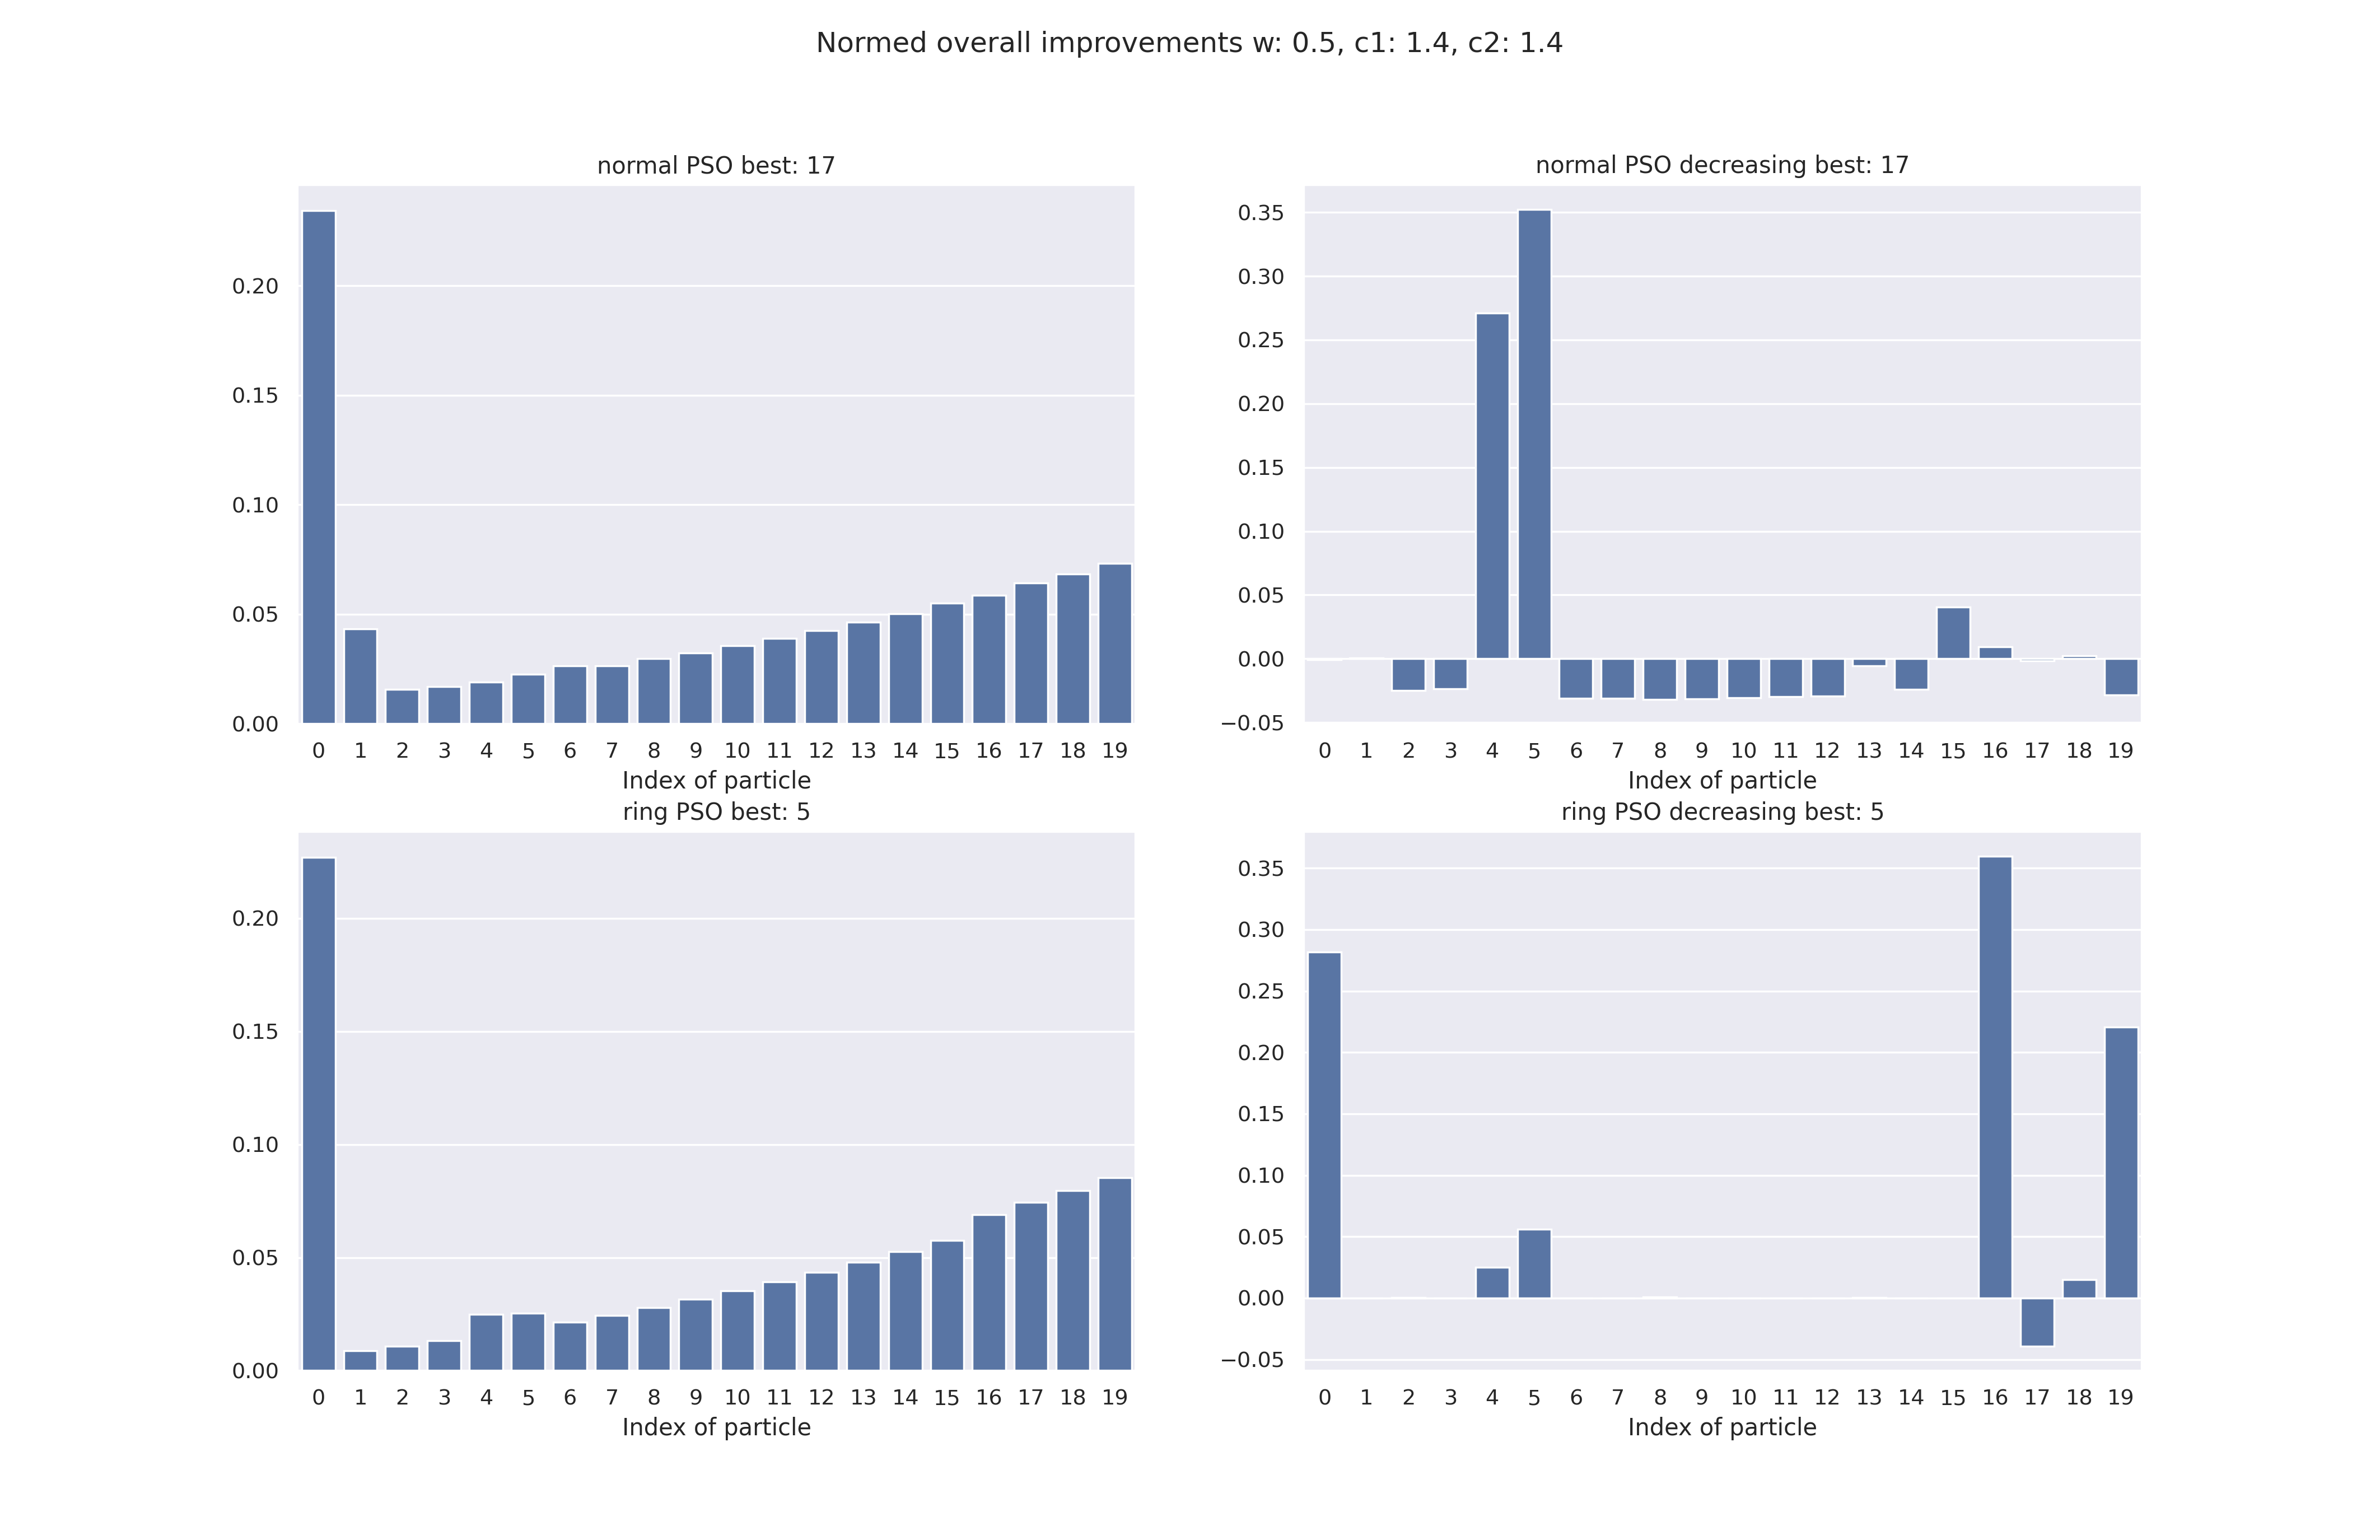 Normed overall improvements w: 0.5, c1: 1.4, c2: 1.4
normal PSO best: 17
0.20
0.15
0.10
0.05
0.00
0 1 2 3 4 5 6 7 8 9 10 11 12 13 14 15 16 17 18 19
Index of particle
normal PSO decreasing best: 17
0.35
0.30
0.25
0.20
0.15
0.10
0.05
0.00
−0.05
0 1 2 3 4 5 6 7 8 9 10 11 12 13 14 15 16 17 18 19
Index of particle
ring PSO best: 5
0.20
0.15
0.10
0.05
0.00
0 1 2 3 4 5 6 7 8 9 10 11 12 13 14 15 16 17 18 19
Index of particle
ring PSO decreasing best: 5
0.35
0.30
0.25
0.20
0.15
0.10
0.05
0.00
−0.05
0 1 2 3 4 5 6 7 8 9 10 11 12 13 14 15 16 17 18 19
Index of particle